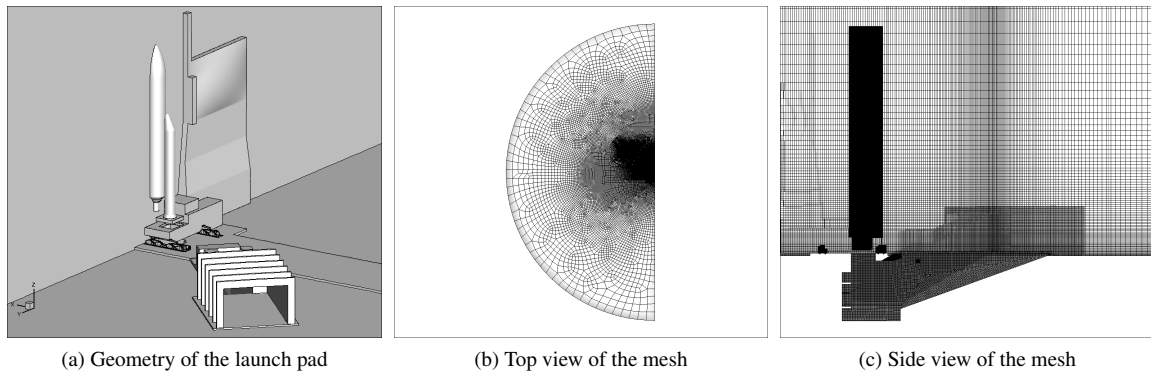 Z
X
Y
(a) Geometry of the launch pad
(b) Top view of the mesh
(c) Side view of the mesh